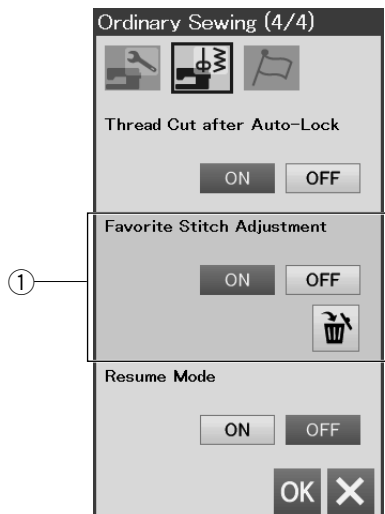 Ordinary Sewing (4/4)
Thread Cut after Auto-Lock
ON OFF
Favorite Stitch Adjustment
① ON OFF
Resume Mode
ON OFF
OK X